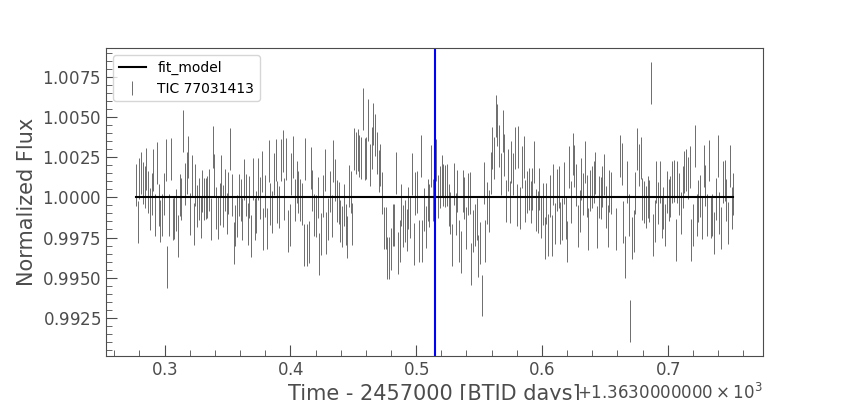 fit_model
TIC 77031413
1.0075
1.0050
1.0025
1.0000
0.9975
0.9950
0.9925
Normalized Flux
0.3 0.4 0.5 0.6 0.7
Time - 2457000 [BTJD days]
+1.3630000000 × 10³